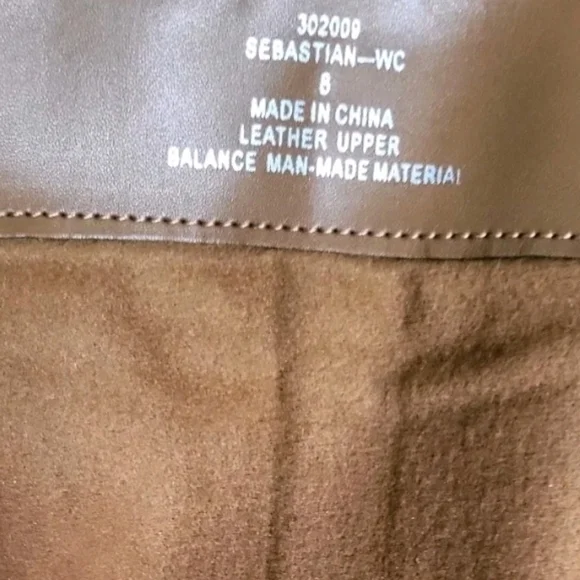 302009
SEBASTIAN—WC
8
MADE IN CHINA
LEATHER UPPER
BALANCE MAN-MADE MATERIAL